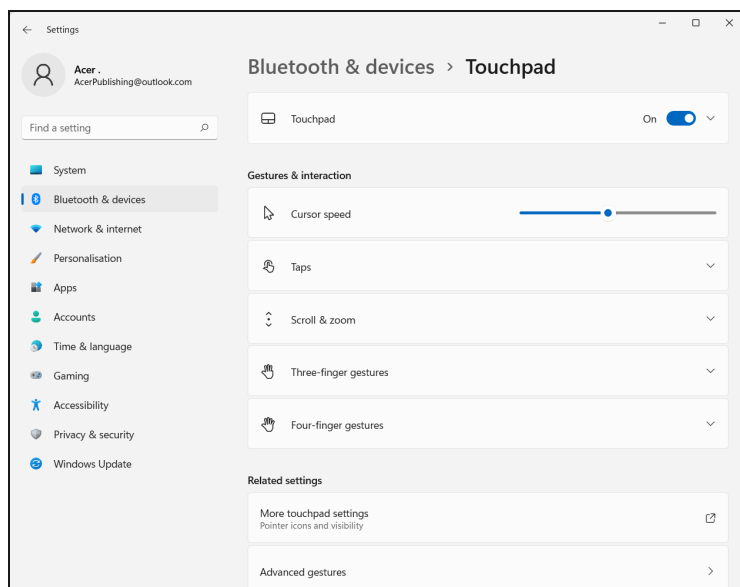 Settings
Acer .
AcerPublishing@outlook.com
Find a setting
System
Bluetooth & devices
Network & internet
Personalisation
Apps
Accounts
Time & language
Gaming
Accessibility
Privacy & security
Windows Update
Bluetooth & devices > Touchpad
Touchpad On
Gestures & interaction
Cursor speed
Taps
Scroll & zoom
Three-finger gestures
Four-finger gestures
Related settings
More touchpad settings
Pointer icons and visibility
Advanced gestures